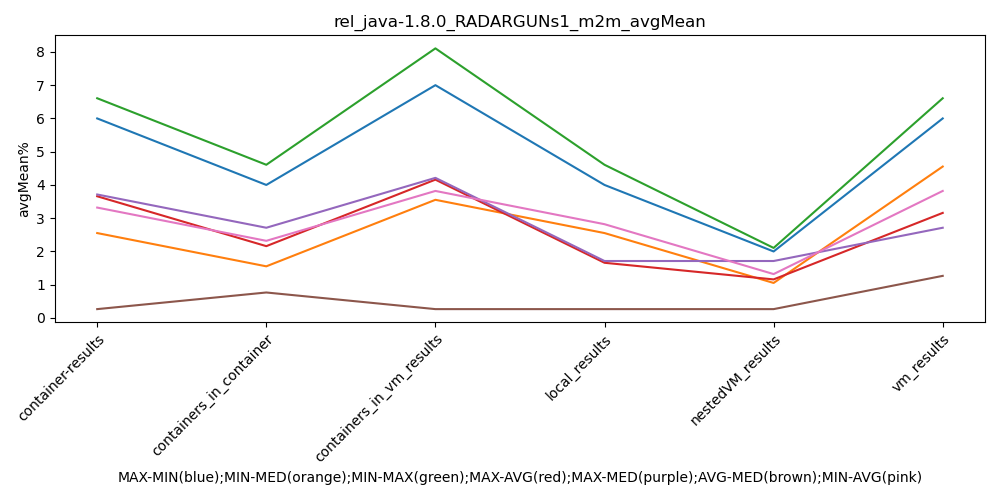 rel_java-1.8.0_RADARGUNs1_m2m_avgMean
avgMean%
8
7
6
5
4
3
2
1
0
container-results
containers_in_container
containers_in_vm_results
local_results
nestedVM_results
vm_results
MAX-MIN(blue);MIN-MED(orange);MIN-MAX(green);MAX-AVG(red);MAX-MED(purple);AVG-MED(brown);MIN-AVG(pink)